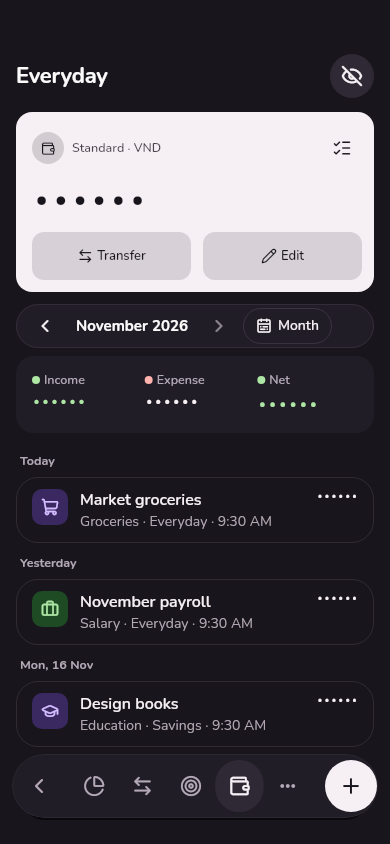 Everyday
Standard · VND
••••••
Transfer
Edit
November 2026
Month
Income
Expense
Net
••••••
••••••
••••••
Today
Market groceries
••••••
Groceries · Everyday · 9:30 AM
Yesterday
November payroll
••••••
Salary · Everyday · 9:30 AM
Mon, 16 Nov
Design books
••••••
Education · Savings · 9:30 AM